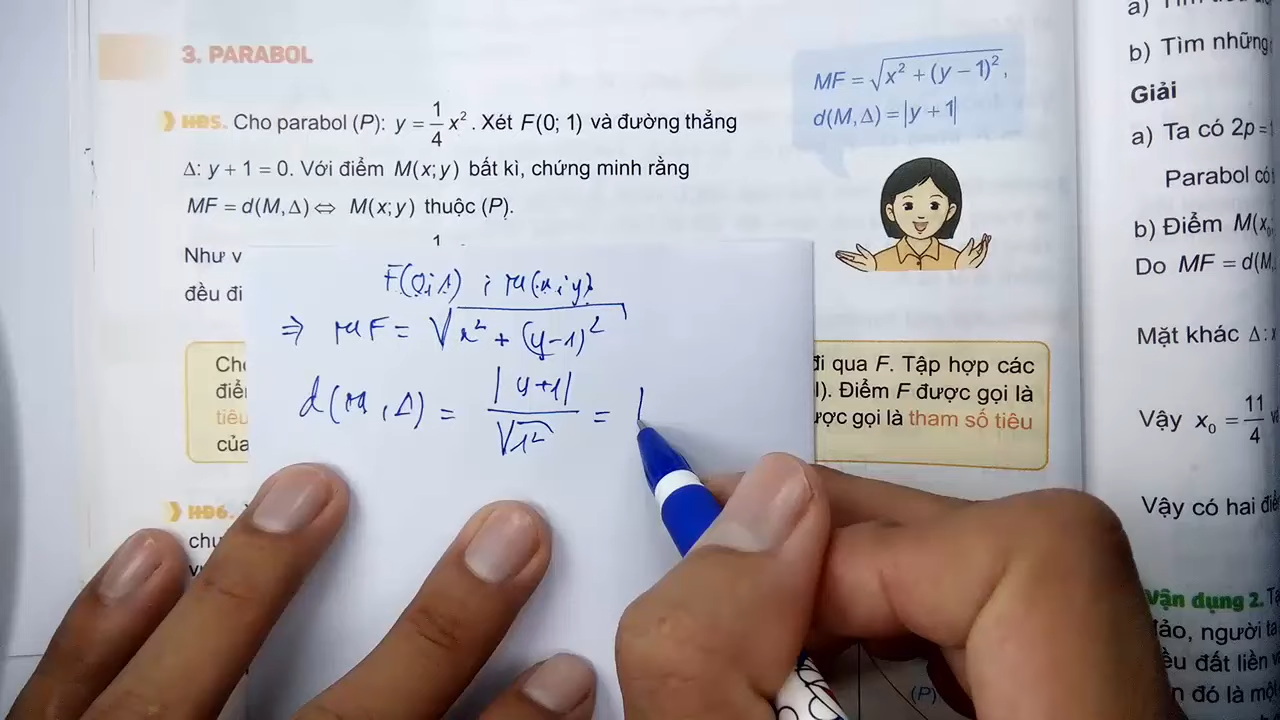 3. PARABOL
MF = √(x² + (y − 1)²),
d(M, Δ) = |y + 1|
HĐ5. Cho parabol (P): y = 1/4 x². Xét F(0; 1) và đường thẳng
Δ: y + 1 = 0. Với điểm M(x; y) bất kì, chứng minh rằng
MF = d(M, Δ) ⇔ M(x; y) thuộc (P).
Như v
1
đều đi
F(0;1) ; M(x;y)
⇒ MF = √(x² + (y−1)²)
d(M, Δ) = |y+1| / √1² =
Ch
điể
tiêu
của
đi qua F. Tập hợp các
l). Điểm F được gọi là
ược gọi là tham số tiêu
HĐ6.
chu
(P)
a)
b) Tìm những
Giải
a) Ta có 2p =
Parabol có
b) Điểm M(x₀
Do MF = d(M,
Mặt khác Δ: x
Vậy x₀ = 11/4
Vậy có hai điể
Vận dụng 2.
đảo, người ta
ều đất liền
n đó là một